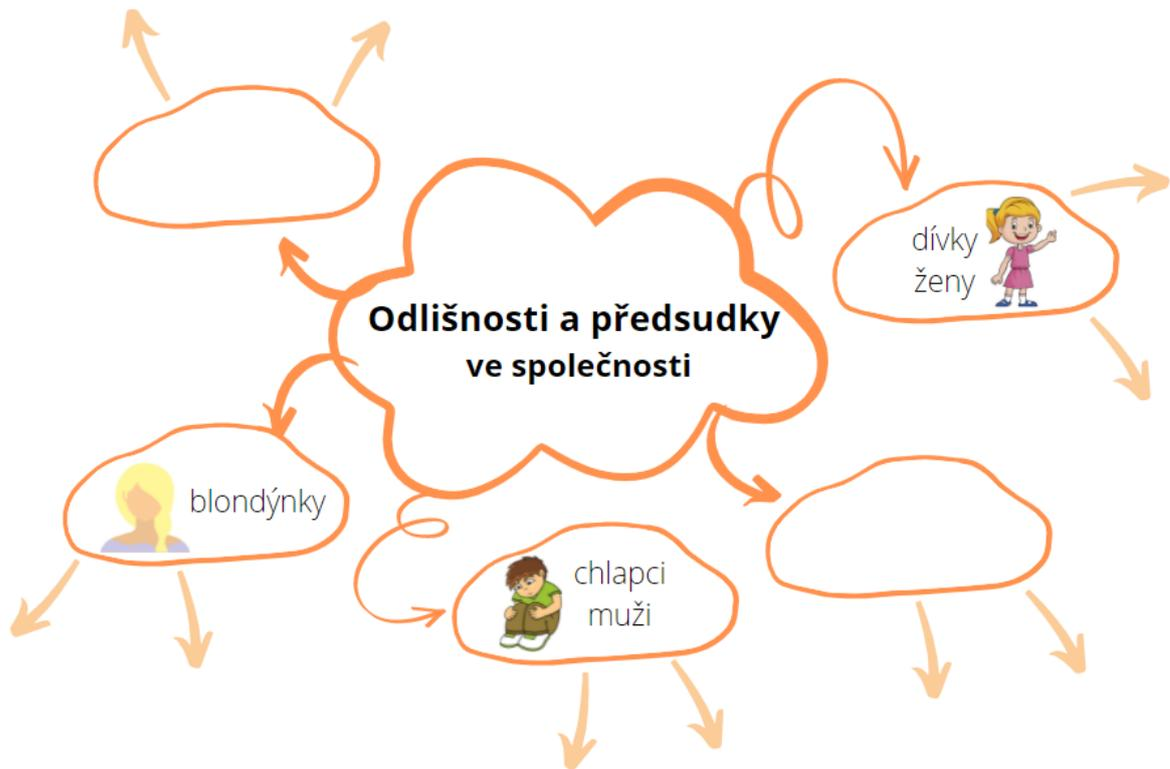 Odlišnosti a předsudky
ve společnosti
dívky
ženy
blondýnky
chlapci
muži